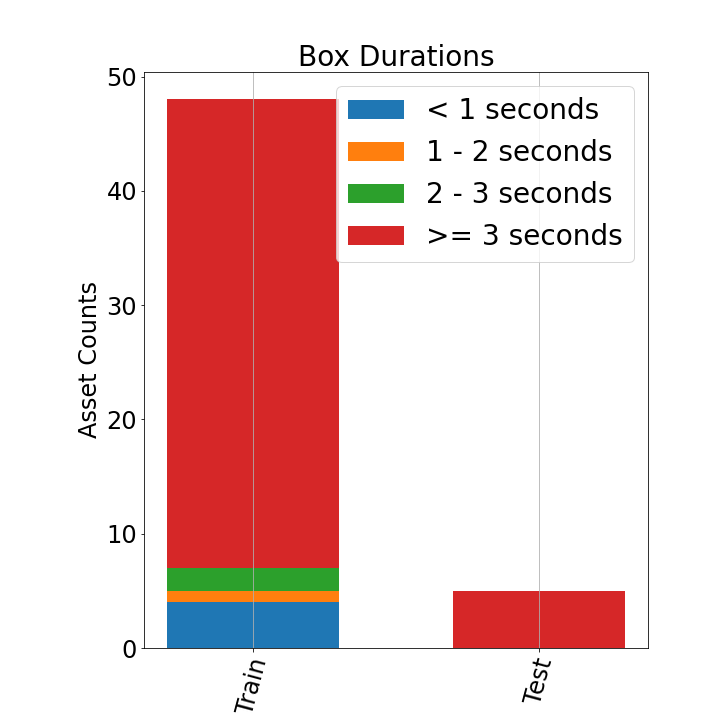 Box Durations
< 1 seconds
1 - 2 seconds
2 - 3 seconds
>= 3 seconds
Asset Counts
50
40
30
20
10
0
Train
Test